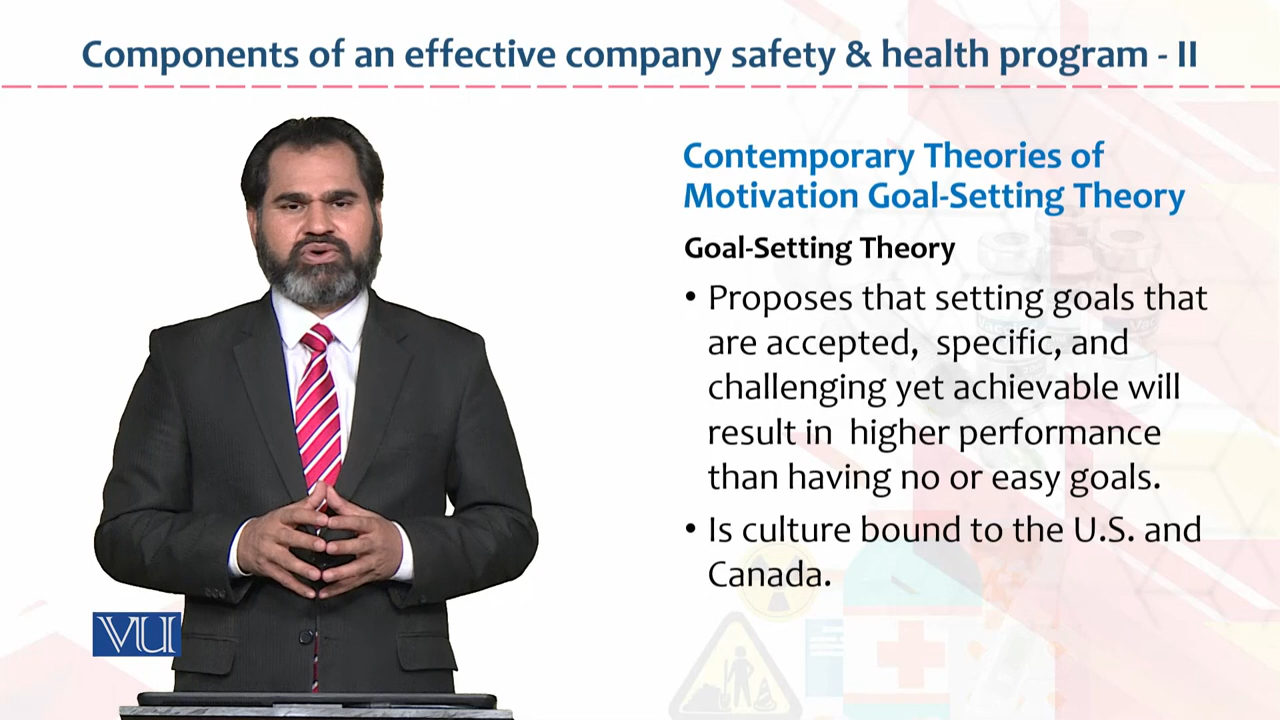 Components of an effective company safety & health program - II
Contemporary Theories of
Motivation Goal-Setting Theory
Goal-Setting Theory
• Proposes that setting goals that
are accepted, specific, and
challenging yet achievable will
result in higher performance
than having no or easy goals.
• Is culture bound to the U.S. and
Canada.
VU